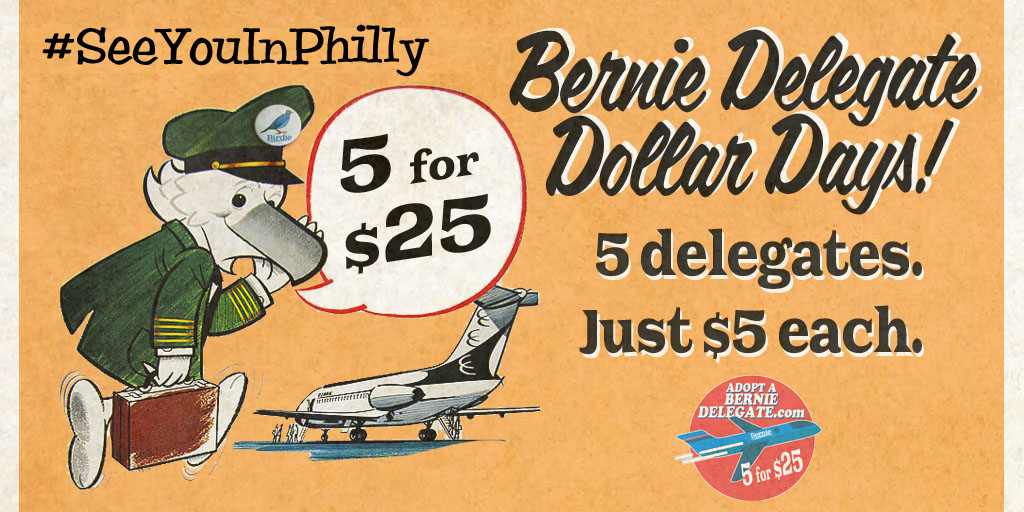 #SeeYouInPhilly
Birdie
5 for
$25
Bernie Delegate
Dollar Days!
5 delegates.
Just $5 each.
ADOPT A
BERNIE
DELEGATE.com
Bernie
5 for $25